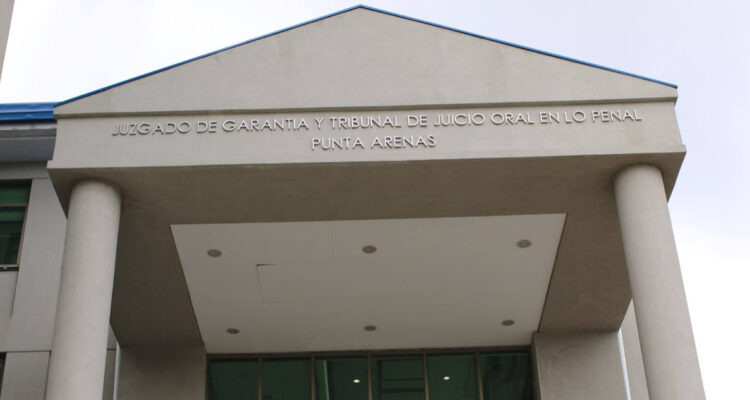 JUZGADO DE GARANTIA Y TRIBUNAL DE JUICIO ORAL EN LO PENAL
PUNTA ARENAS